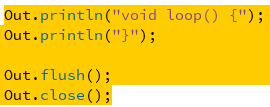 Out.println("void loop() {");
Out.println("}");

Out.flush();
Out.close();